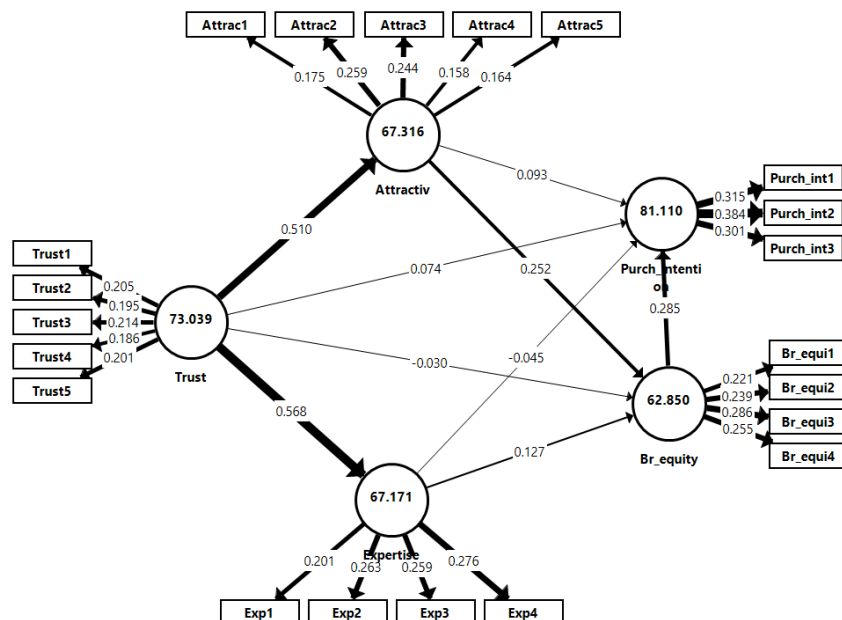 Attrac1
Attrac2
Attrac3
Attrac4
Attrac5
0.175
0.259
0.244
0.158
0.164
67.316
Attractiv
0.093
0.510
0.074
0.252
81.110
Purch_intenti
on
0.315
0.384
0.301
Purch_int1
Purch_int2
Purch_int3
Trust1
Trust2
Trust3
Trust4
Trust5
0.205
0.195
0.214
0.186
0.201
73.039
Trust
-0.030
-0.045
0.285
0.568
0.127
62.850
Br_equity
0.221
0.239
0.286
0.255
Br_equi1
Br_equi2
Br_equi3
Br_equi4
67.171
Expertise
0.201
0.263
0.259
0.276
Exp1
Exp2
Exp3
Exp4